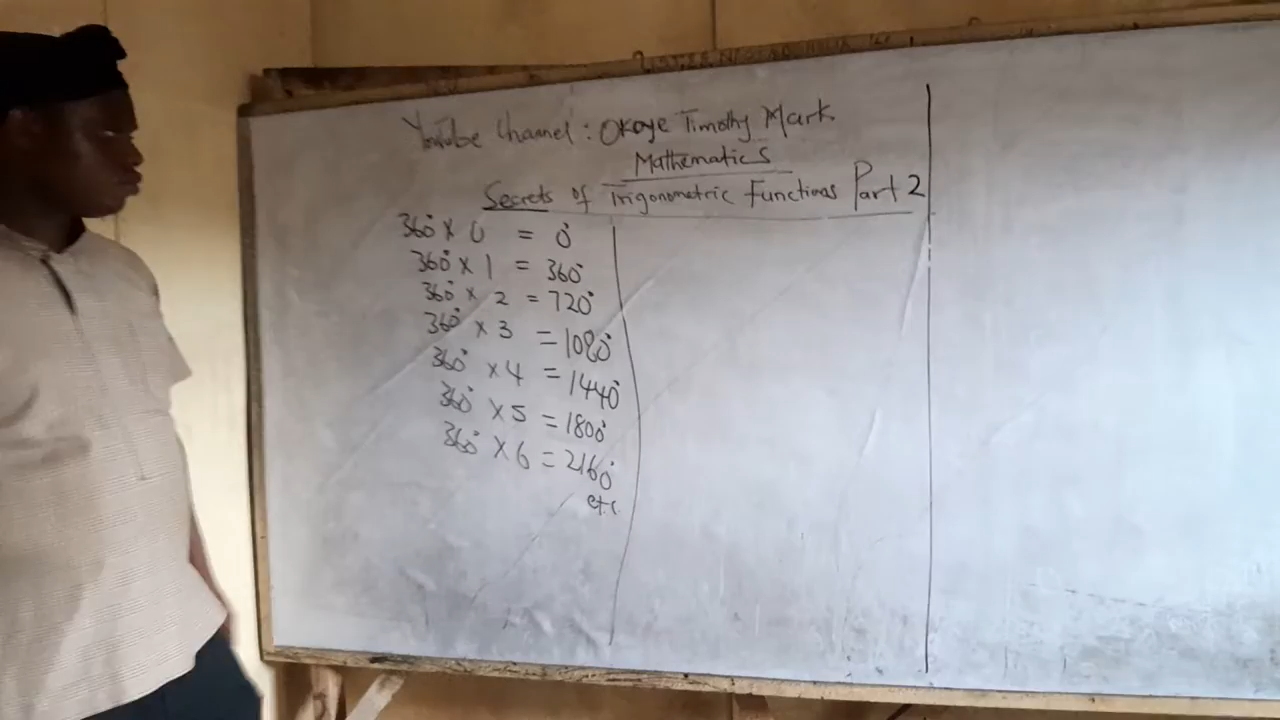 YouTube Channel: Okoye Timothy Mark
Mathematics
Secrets of Trigonometric Functions Part 2
360° × 0 = 0°
360° × 1 = 360°
360° × 2 = 720°
360° × 3 = 1080°
360° × 4 = 1440°
360° × 5 = 1800°
360° × 6 = 2160°
etc.